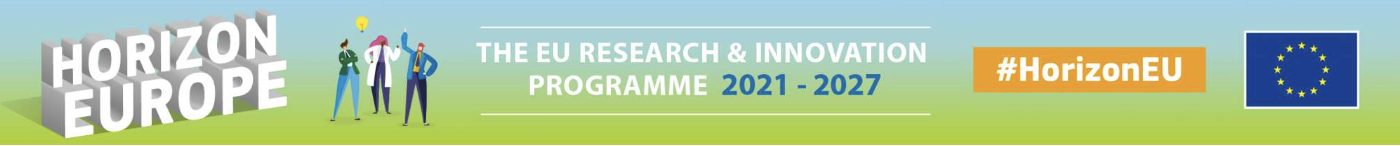 HORIZON
EUROPE
THE EU RESEARCH & INNOVATION
PROGRAMME 2021 - 2027
#HorizonEU